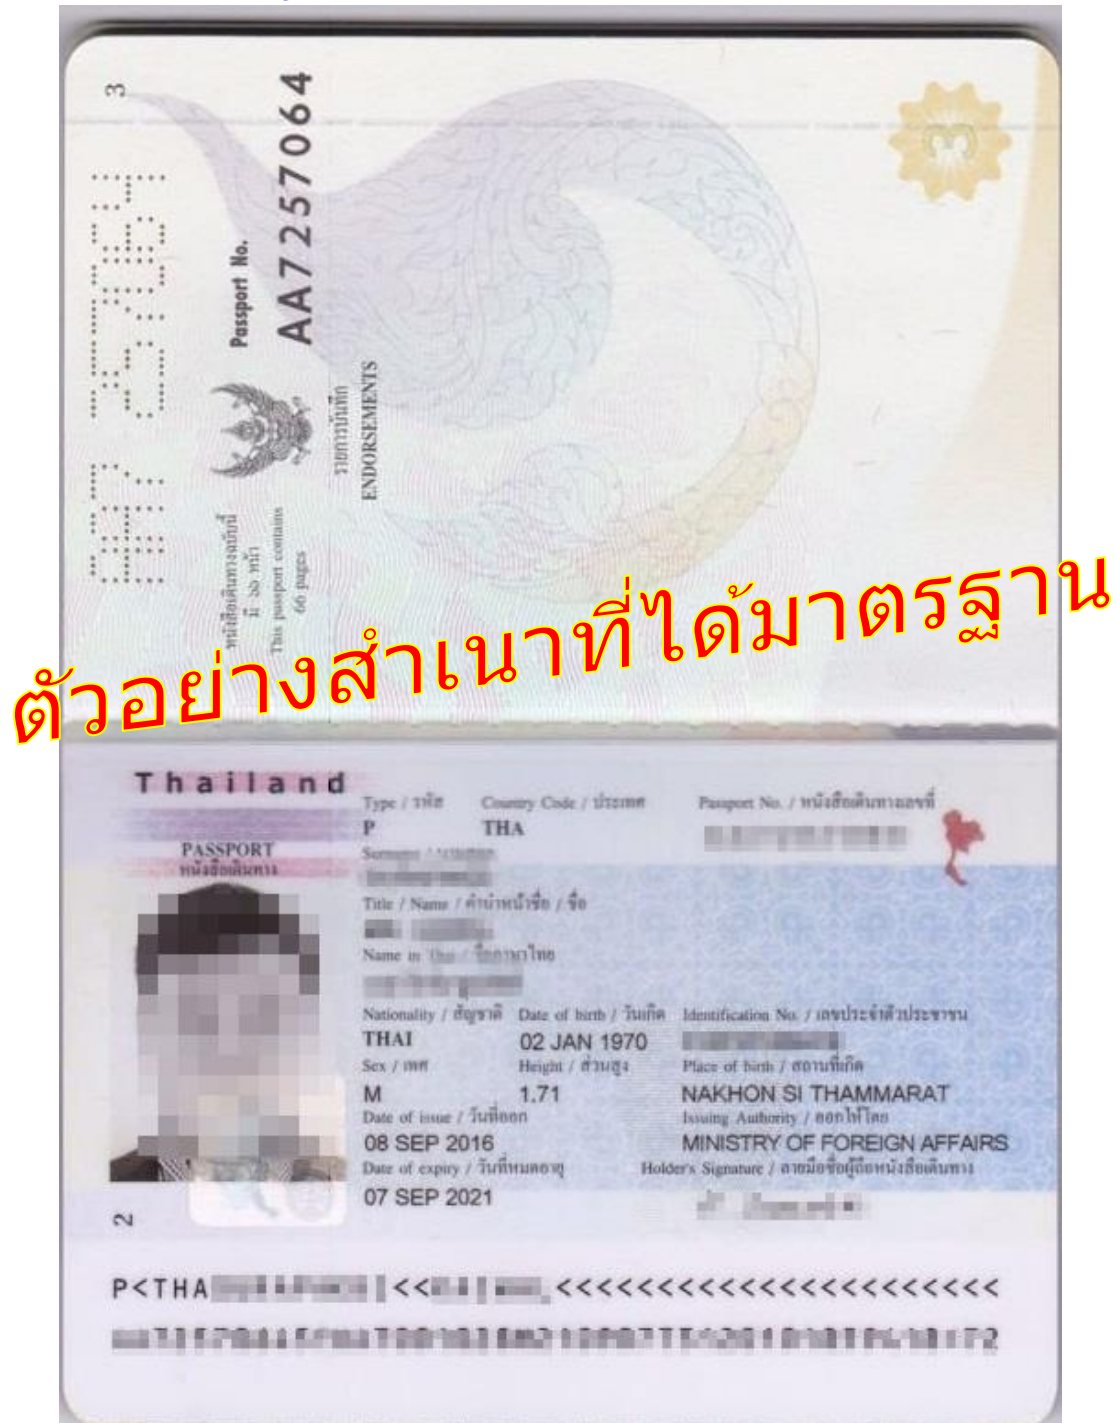 3
Passport No.
AA7257064
หนังสือเดินทางฉบับนี้
มี ๖๖ หน้า
This passport contains
66 pages
รายการบันทึก
ENDORSEMENTS
3
ตัวอย่างสำเนาที่ได้มาตรฐาน
Thailand
PASSPORT
หนังสือเดินทาง
Type / รหัส Country Code / ประเทศ Passport No. / หนังสือเดินทางเลขที่
P THA
Surname
Title / Name / คำนำหน้าชื่อ / ชื่อ
Name in Thai / ชื่อภาษาไทย
Nationality / สัญชาติ Date of birth / วันเกิด Identification No. / เลขประจำตัวประชาชน
THAI 02 JAN 1970
Sex / เพศ Height / ส่วนสูง Place of birth / สถานที่เกิด
M 1.71 NAKHON SI THAMMARAT
Date of issue / วันที่ออก Issuing Authority / ออกให้โดย
08 SEP 2016 MINISTRY OF FOREIGN AFFAIRS
Date of expiry / วันที่หมดอายุ Holder's Signature / ลายมือชื่อผู้ถือหนังสือเดินทาง
07 SEP 2021
2
P<THA <<  <<<<<<<<<<<<<<<<<<<<<<<